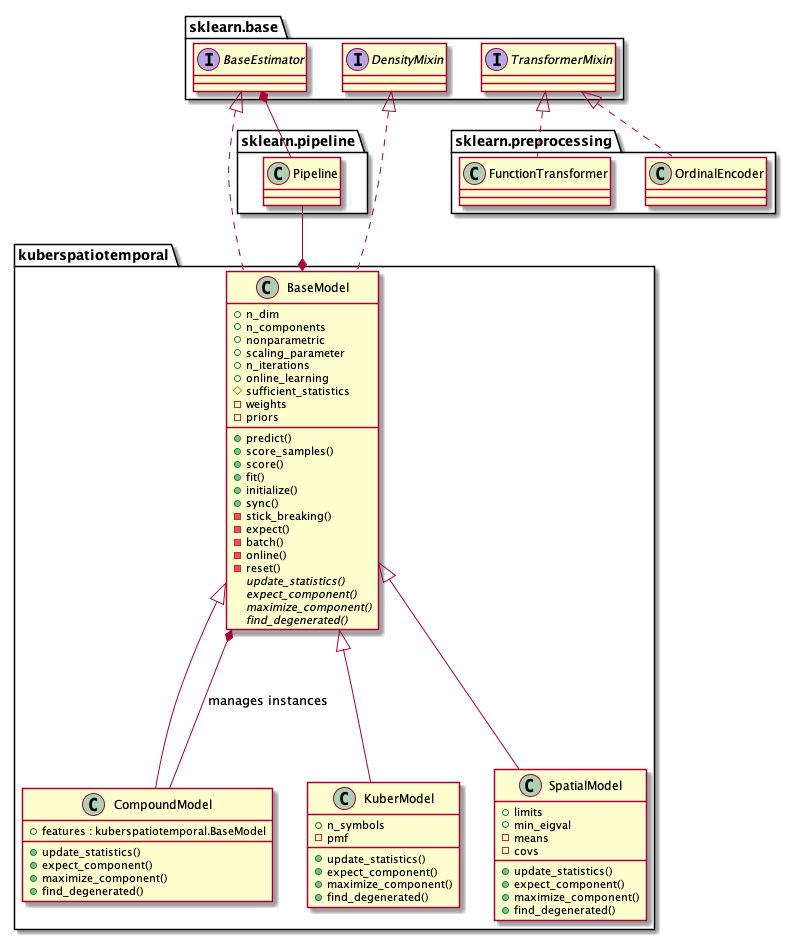 sklearn.base
I BaseEstimator
I DensityMixin
I TransformerMixin
sklearn.pipeline
C Pipeline
sklearn.preprocessing
C FunctionTransformer
C OrdinalEncoder
kuberspatiotemporal
C BaseModel
n_dim
n_components
nonparametric
scaling_parameter
n_iterations
online_learning
sufficient_statistics
weights
priors
predict()
score_samples()
score()
fit()
initialize()
sync()
stick_breaking()
expect()
batch()
online()
reset()
update_statistics()
expect_component()
maximize_component()
find_degenerated()
manages instances
C CompoundModel
features : kuberspatiotemporal.BaseModel
update_statistics()
expect_component()
maximize_component()
find_degenerated()
C KuberModel
n_symbols
pmf
update_statistics()
expect_component()
maximize_component()
find_degenerated()
C SpatialModel
limits
min_eigval
means
covs
update_statistics()
expect_component()
maximize_component()
find_degenerated()